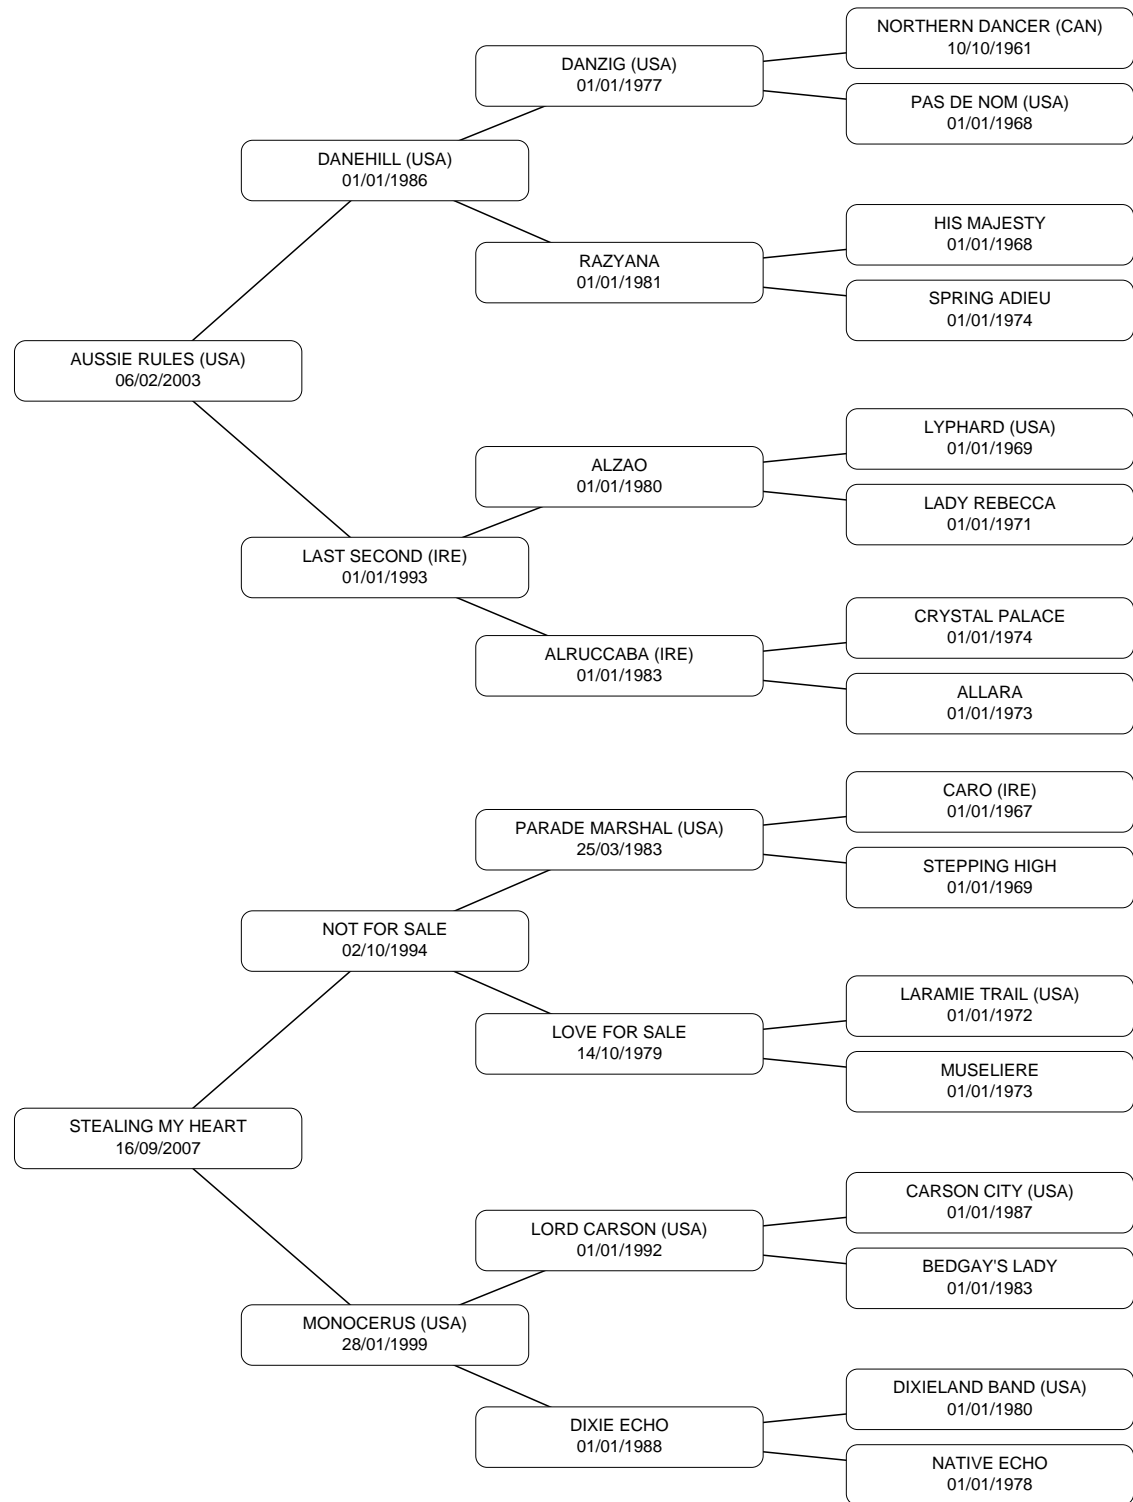 NORTHERN DANCER (CAN)
10/10/1961
DANZIG (USA)
01/01/1977
PAS DE NOM (USA)
01/01/1968
DANEHILL (USA)
01/01/1986
HIS MAJESTY
01/01/1968
RAZYANA
01/01/1981
SPRING ADIEU
01/01/1974
AUSSIE RULES (USA)
06/02/2003
LYPHARD (USA)
01/01/1969
ALZAO
01/01/1980
LADY REBECCA
01/01/1971
LAST SECOND (IRE)
01/01/1993
CRYSTAL PALACE
01/01/1974
ALRUCCABA (IRE)
01/01/1983
ALLARA
01/01/1973
CARO (IRE)
01/01/1967
PARADE MARSHAL (USA)
25/03/1983
STEPPING HIGH
01/01/1969
NOT FOR SALE
02/10/1994
LARAMIE TRAIL (USA)
01/01/1972
LOVE FOR SALE
14/10/1979
MUSELIERE
01/01/1973
STEALING MY HEART
16/09/2007
CARSON CITY (USA)
01/01/1987
LORD CARSON (USA)
01/01/1992
BEDGAY'S LADY
01/01/1983
MONOCERUS (USA)
28/01/1999
DIXIELAND BAND (USA)
01/01/1980
DIXIE ECHO
01/01/1988
NATIVE ECHO
01/01/1978